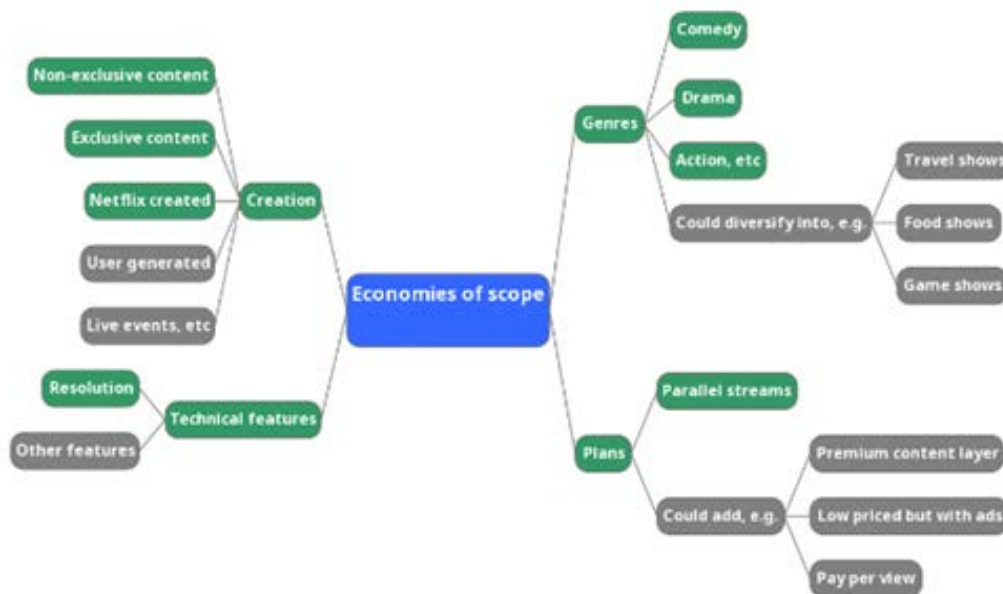 Comedy
Non-exclusive content
Drama
Genres
Exclusive content
Action, etc
Travel shows
Netflix created
Creation
Could diversify into, e.g.
Food shows
User generated
Game shows
Economies of scope
Live events, etc
Resolution
Parallel streams
Technical features
Other features
Plans
Premium content layer
Could add, e.g.
Low priced but with ads
Pay per view